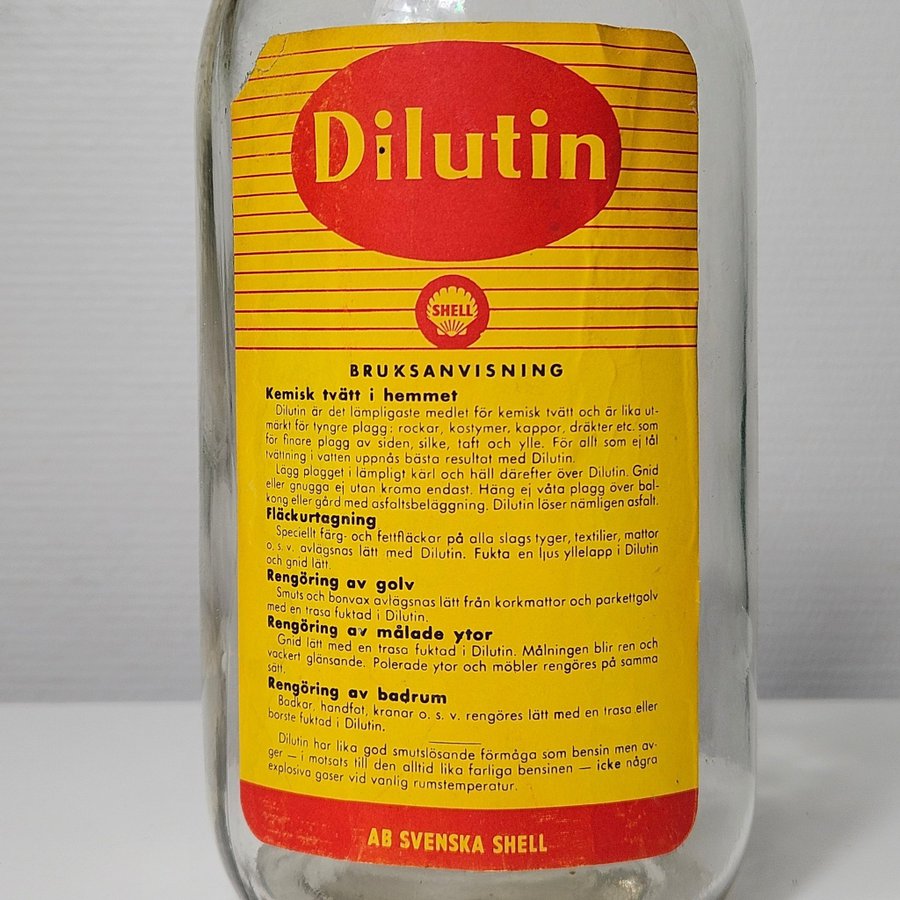 Dilutin
SHELL
BRUKSANVISNING
Kemisk tvätt i hemmet
Dilutin är det lämpligaste medlet för kemisk tvätt och är lika ut-
märkt för tyngre plagg: rockar, kostymer, kappor, dräkter etc. som
för finare plagg av siden, silke, taft och ylle. För allt som ej tål
tvättning i vatten uppnås bästa resultat med Dilutin.
Lägg plagget i lämpligt kärl och häll därefter över Dilutin. Gnid
eller gnugga ej utan krama endast. Häng ej våta plagg över bal-
kong eller gård med asfaltsbeläggning. Dilutin löser nämligen asfalt.
Fläckurtagning
Speciellt färg- och fettfläckar på alla slags tyger, textilier, mattor
o. s. v. avlägsnas lätt med Dilutin. Fukta en ljus yllelapp i Dilutin
och gnid lätt.
Rengöring av golv
Smuts och bonvax avlägsnas lätt från korkmattor och parkettgolv
med en trasa fuktad i Dilutin.
Rengöring av målade ytor
Gnid lätt med en trasa fuktad i Dilutin. Målningen blir ren och
vackert glänsande. Polerade ytor och möbler rengöres på samma
sätt.
Rengöring av badrum
Badkar, handfat, kranar o. s. v. rengöres lätt med en trasa eller
borste fuktad i Dilutin.
Dilutin har lika god smutslösande förmåga som bensin men av-
ger — i motsats till den alltid lika farliga bensinen — icke några
explosiva gaser vid vanlig rumstemperatur.
AB SVENSKA SHELL